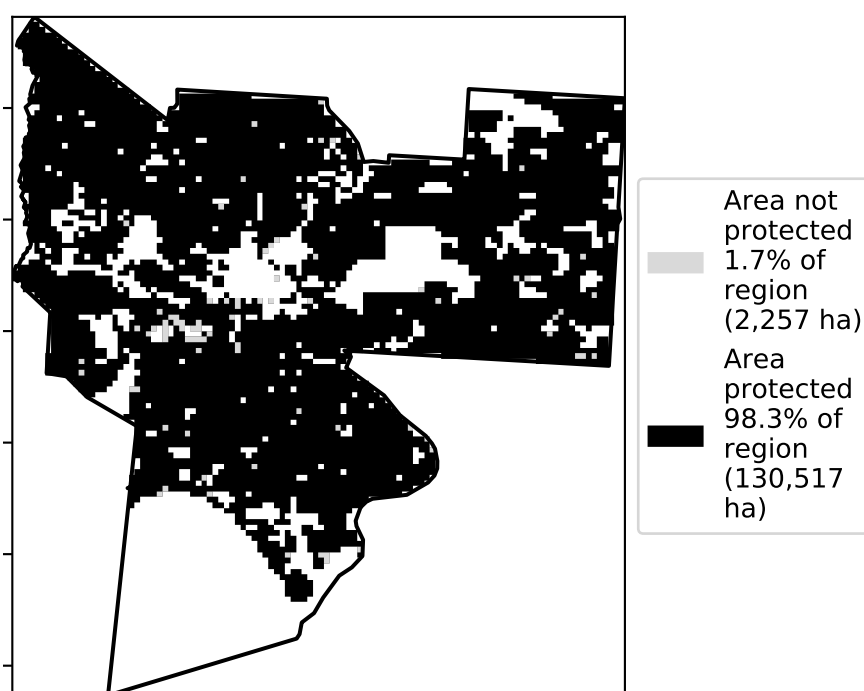 Area not
protected
1.7% of
region
(2,257 ha)
Area
protected
98.3% of
region
(130,517
ha)